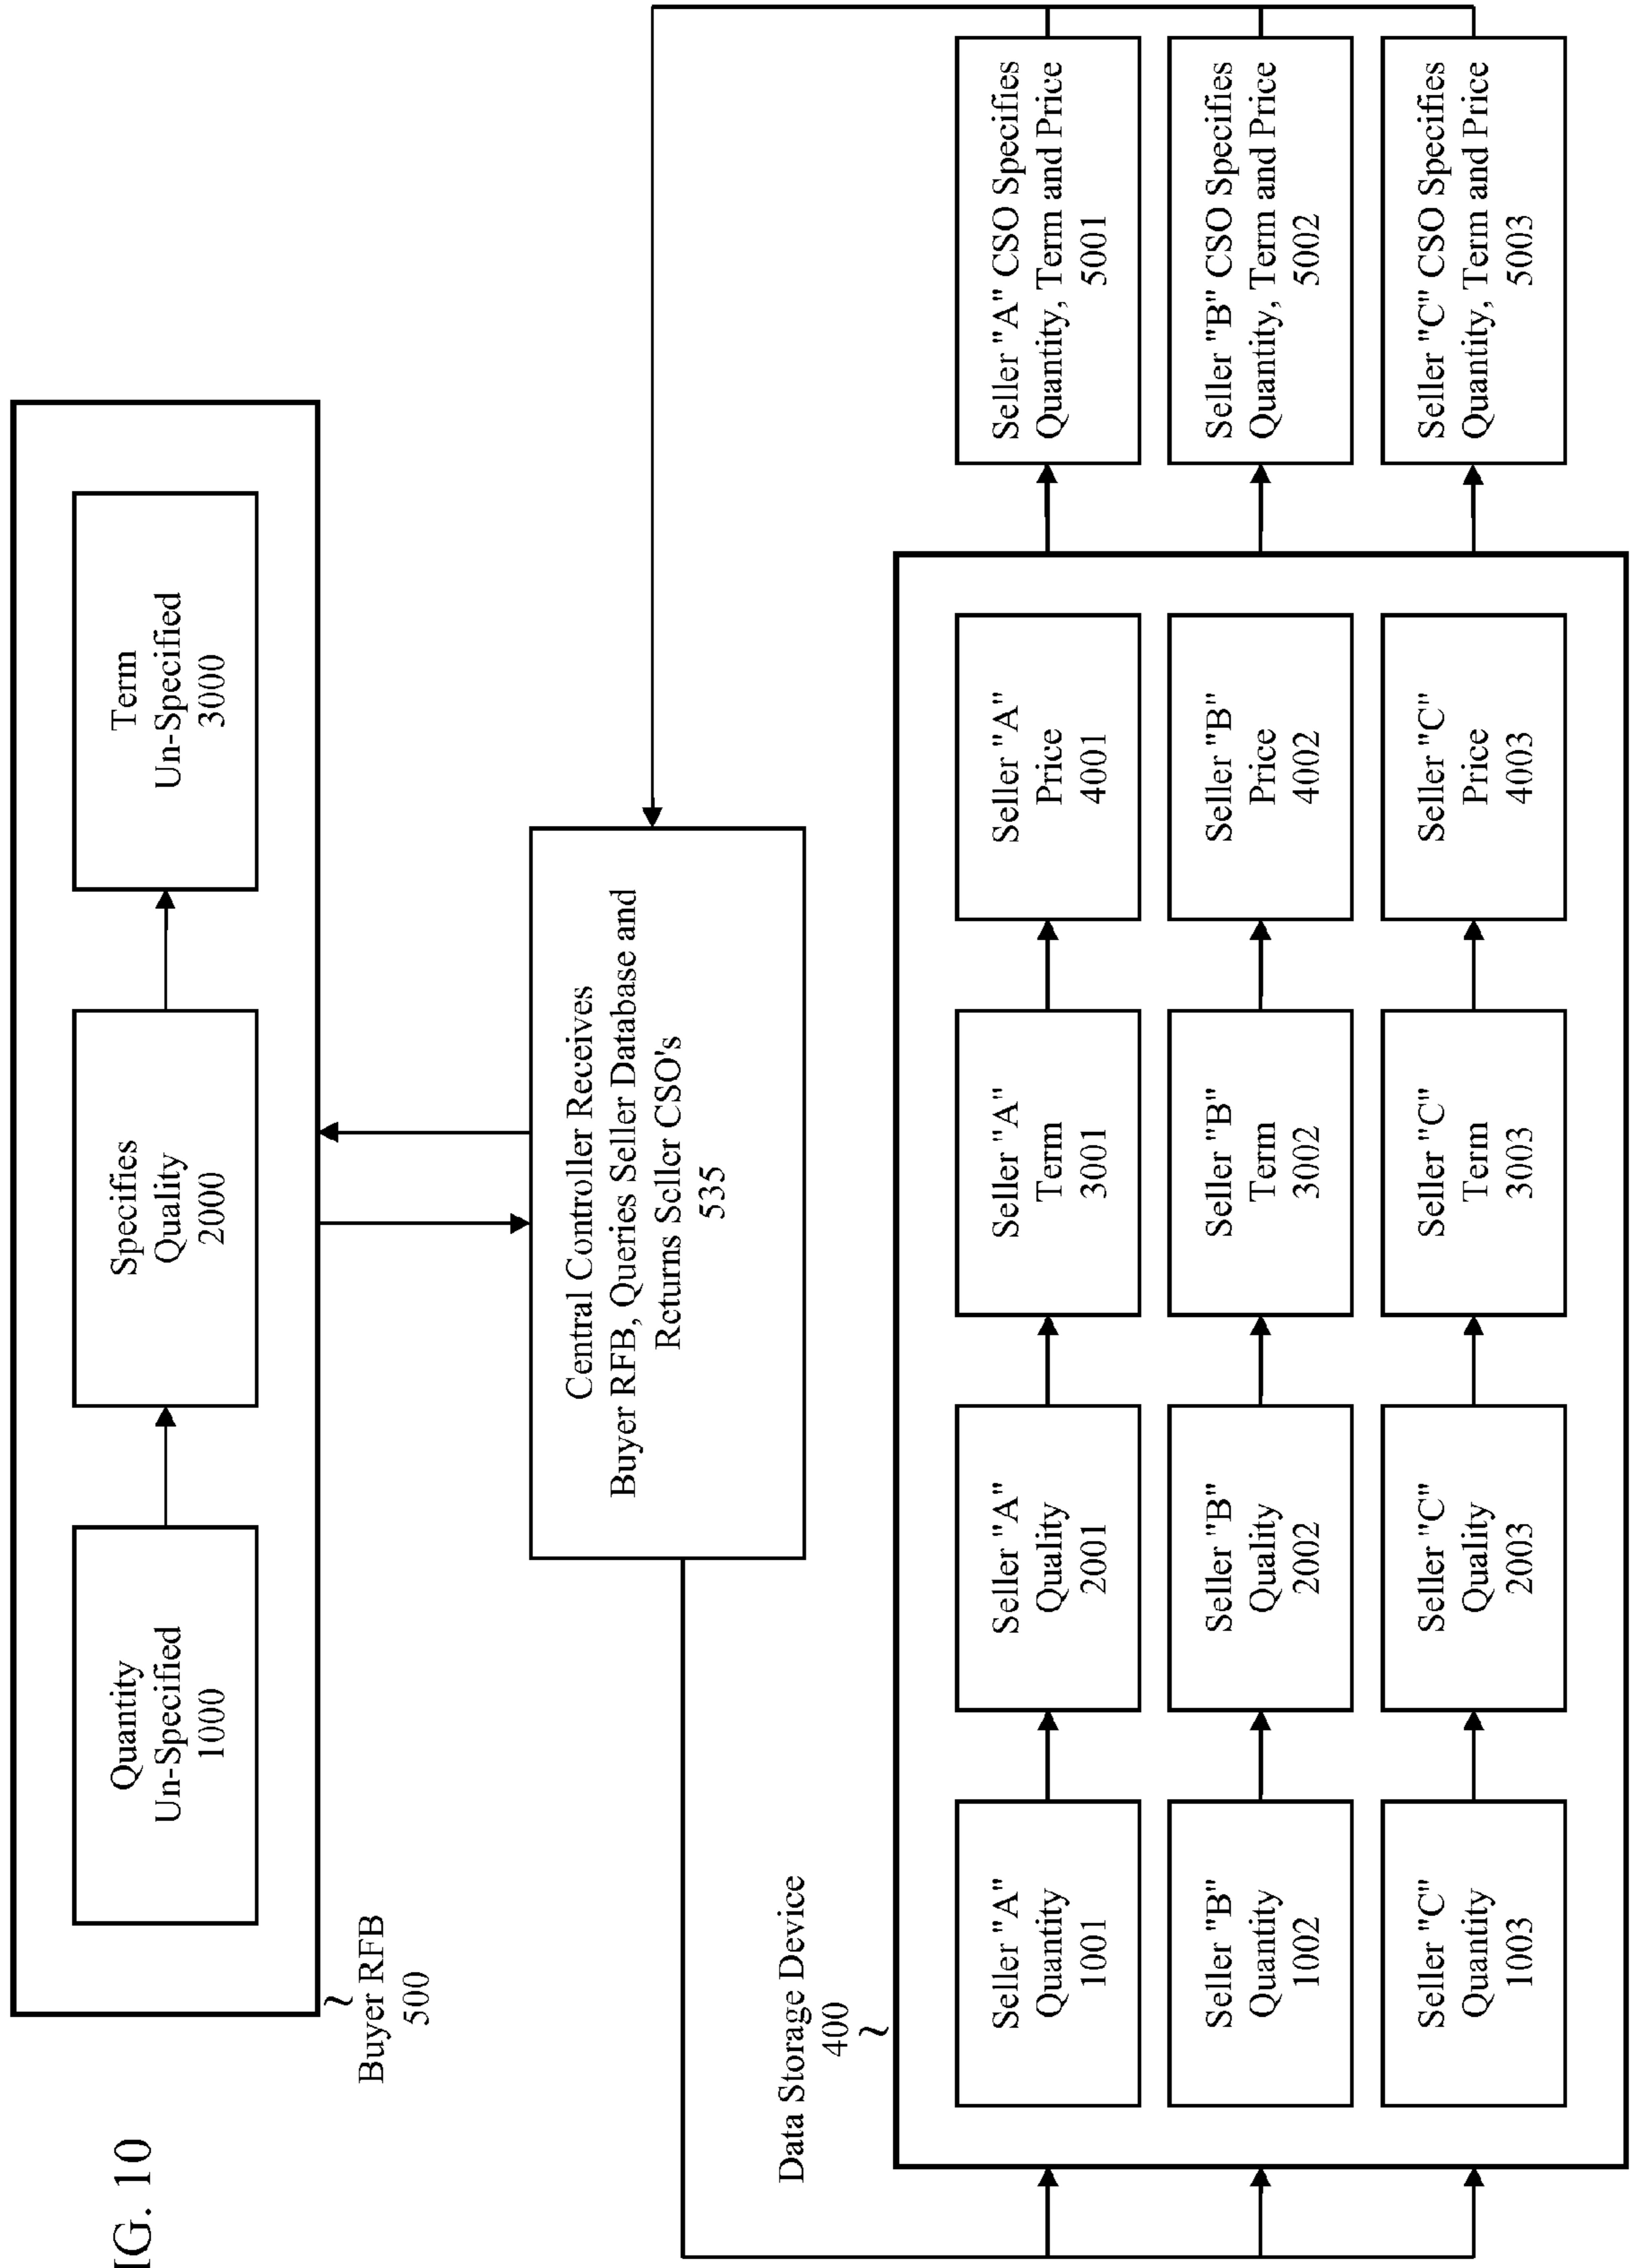 IG. 10
Quantity
Un-Specified
1000
Specifies
Quality
2000
Term
Un-Specified
3000
Buyer RFB
500
Central Controller Receives
Buyer RFB, Queries Seller Database and
Returns Seller CSO's
535
Data Storage Device
400
Seller "A"
Quantity
1001
Seller "A"
Quality
2001
Seller "A"
Term
3001
Seller "A"
Price
4001
Seller "A" CSO Specifies
Quantity, Term and Price
5001
Seller "B"
Quantity
1002
Seller "B"
Quality
2002
Seller "B"
Term
3002
Seller "B"
Price
4002
Seller "B" CSO Specifies
Quantity, Term and Price
5002
Seller "C"
Quantity
1003
Seller "C"
Quality
2003
Seller "C"
Term
3003
Seller "C"
Price
4003
Seller "C" CSO Specifies
Quantity, Term and Price
5003